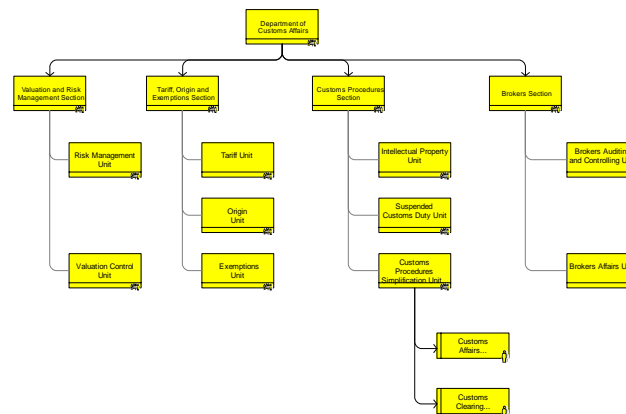 Department of
Customs Affairs
Valuation and Risk
Management Section
Tariff, Origin and
Exemptions Section
Customs Procedures
Section
Brokers Section
Risk Management
Unit
Tariff Unit
Intellectual Property
Unit
Brokers Auditin
and Controlling U
Origin
Unit
Suspended
Customs Duty Unit
Valuation Control
Unit
Exemptions
Unit
Customs
Procedures
Simplification Unit
Brokers Affairs U
Customs
Affairs...
Customs
Clearing...